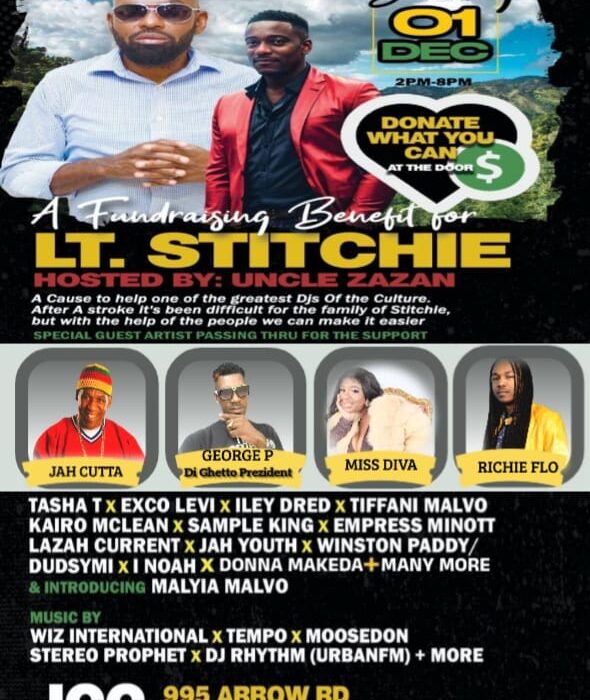 01
DEC
2PM-8PM
DONATE
WHAT YOU
CAN
AT THE DOOR
$
A Fundraising Benefit for
LT. STITCHIE
HOSTED BY: UNCLE ZAZAN
A Cause to help one of the greatest Djs Of the Culture.
After A stroke it's been difficult for the family of Stitchie,
but with the help of the people we can make it easier
SPECIAL GUEST ARTIST PASSING THRU FOR THE SUPPORT
JAH CUTTA
GEORGE P
Di Ghetto Prezident
MISS DIVA
RICHIE FLO
TASHA T x EXCO LEVI x ILEY DRED x TIFFANI MALVO
KAIRO MCLEAN x SAMPLE KING x EMPRESS MINOTT
LAZAH CURRENT x JAH YOUTH x WINSTON PADDY/
DUDSYMI x I NOAH X DONNA MAKEDA+MANY MORE
& INTRODUCING MALYIA MALVO
MUSIC BY
WIZ INTERNATIONAL x TEMPO x MOOSEDON
STEREO PROPHET x DJ RHYTHM (URBANFM) + MORE
995 ARROW RD